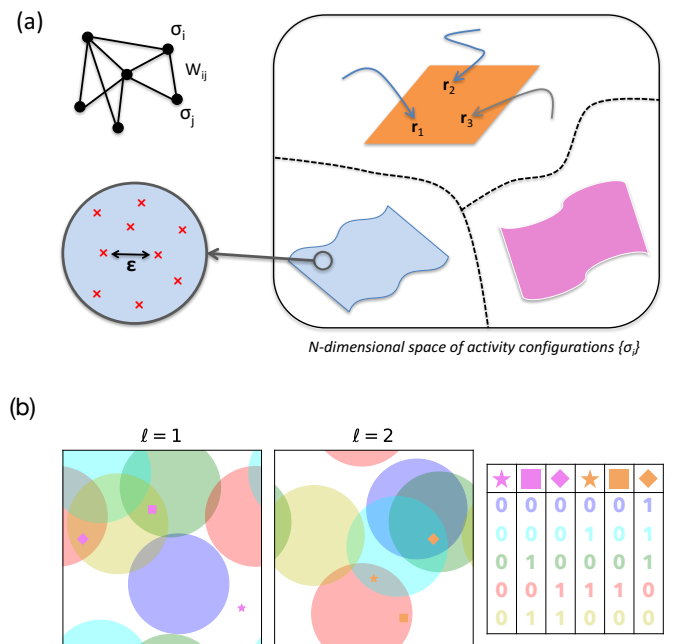 (a)
σi
Wij
σj
r2
r1
r3
ε
N-dimensional space of activity configurations {σi}
(b)
ℓ = 1
ℓ = 2
0 0 0 0 0 1
0 0 0 1 0 1
0 1 0 0 0 1
0 0 1 1 1 0
0 1 1 0 0 0